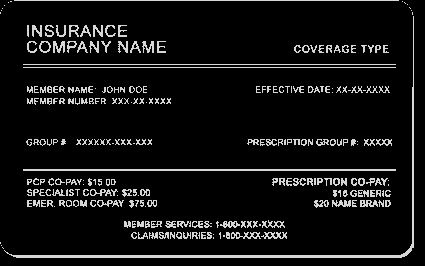 INSURANCE
COMPANY NAME
COVERAGE TYPE
MEMBER NAME: JOHN DOE
EFFECTIVE DATE: XX-XX-XXXX
MEMBER NUMBER: XXX-XX-XXXX
GROUP #: XXXXXX-XXX-XXX
PRESCRIPTION GROUP #: XXXXX
PCP CO-PAY: $15.00
PRESCRIPTION CO-PAY:
SPECIALIST CO-PAY: $25.00
$15 GENERIC
EMER. ROOM CO-PAY: $75.00
$20 NAME BRAND
MEMBER SERVICES: 1-800-XXX-XXXX
CLAIMS/INQUIRIES: 1-800-XXX-XXXX